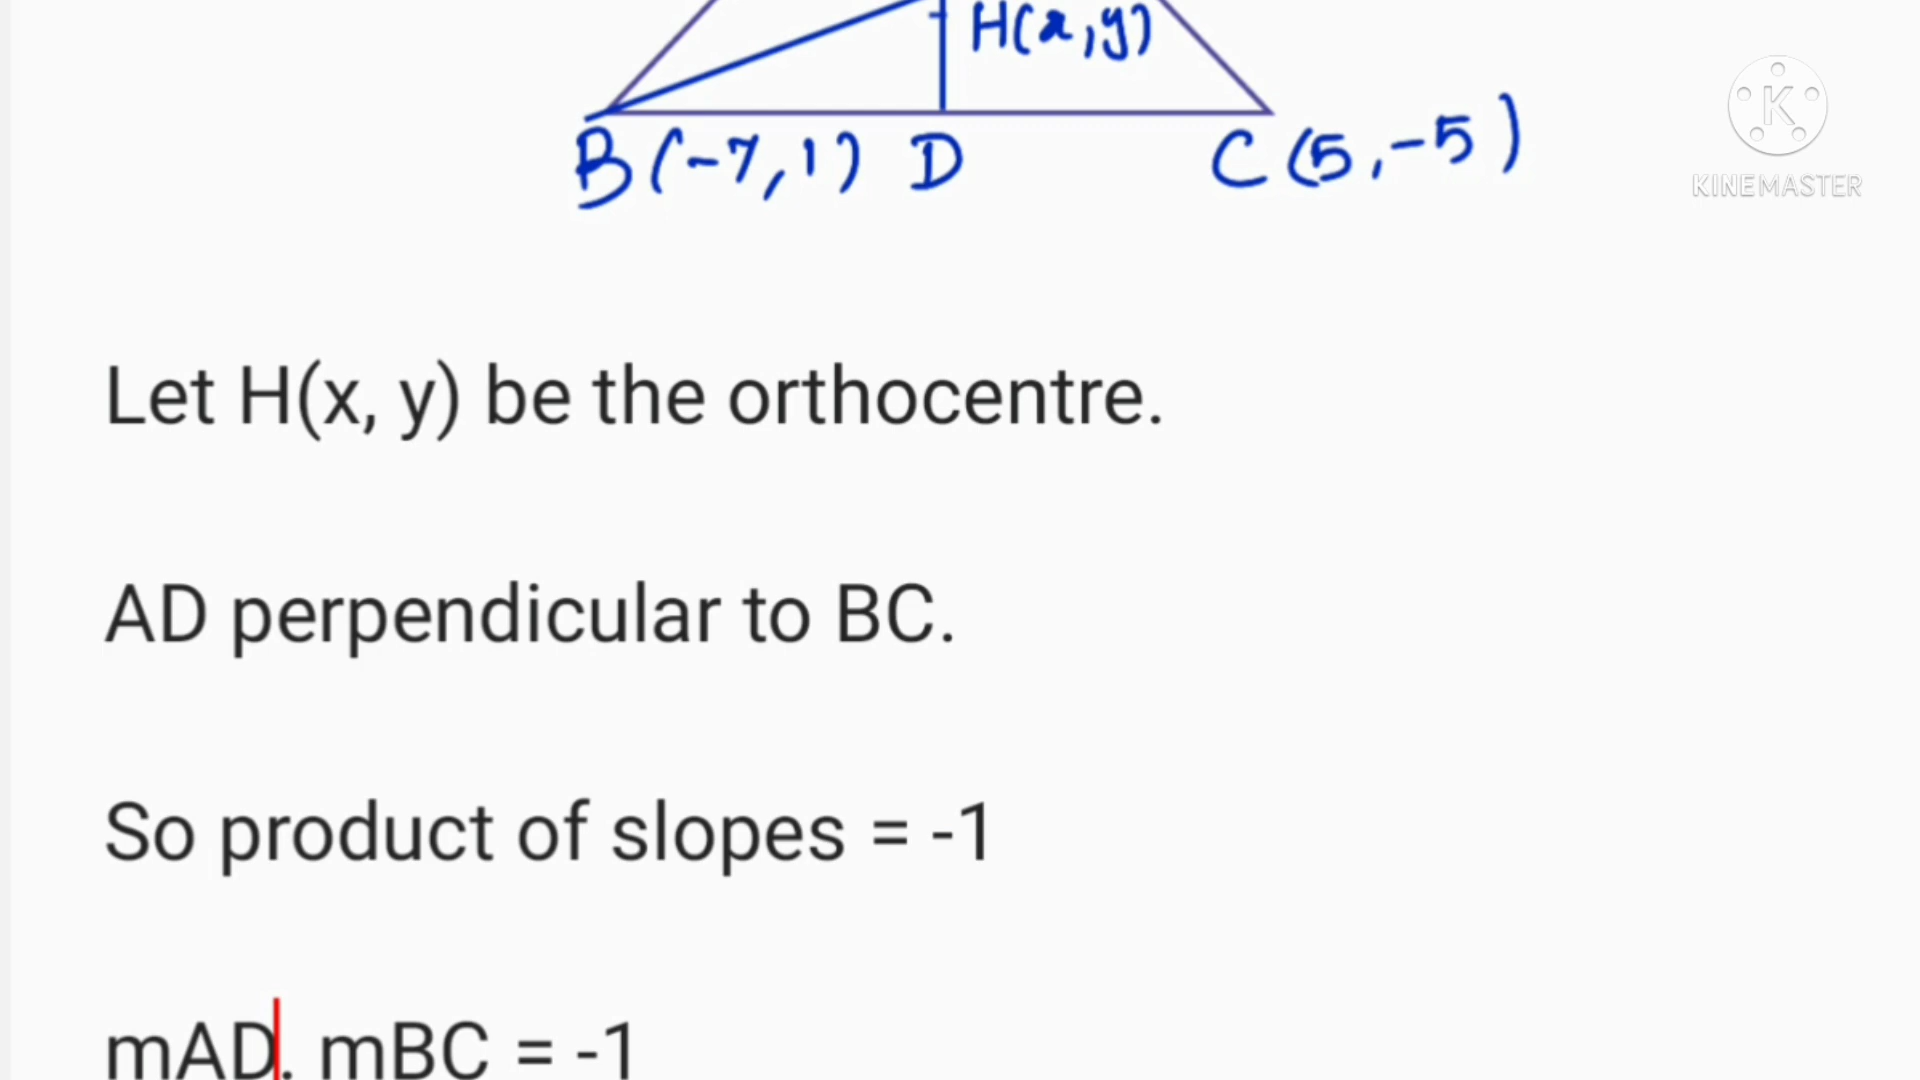 H(x,y)
B(-7,1) D C(5,-5)
K
KINEMASTER
Let H(x, y) be the orthocentre.
AD perpendicular to BC.
So product of slopes = -1
mAD. mBC = -1